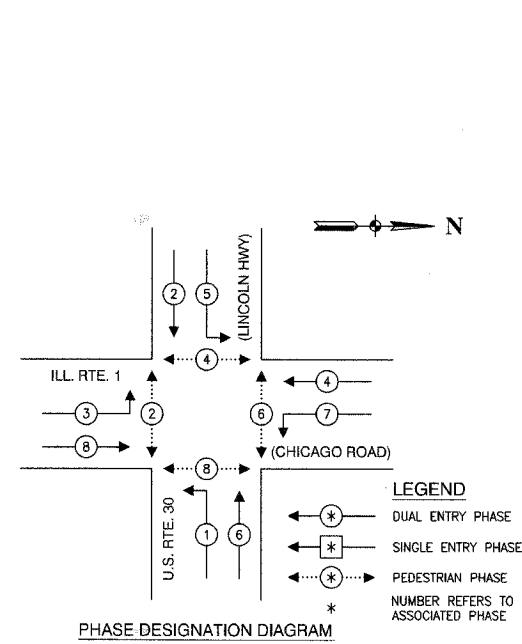 N
(LINCOLN HWY)
2
5
4
ILL. RTE. 1
4
3
2
6
7
8
(CHICAGO ROAD)
8
U.S. RTE. 30
1
6
LEGEND
* DUAL ENTRY PHASE
* SINGLE ENTRY PHASE
* PEDESTRIAN PHASE
* NUMBER REFERS TO
ASSOCIATED PHASE
PHASE DESIGNATION DIAGRAM